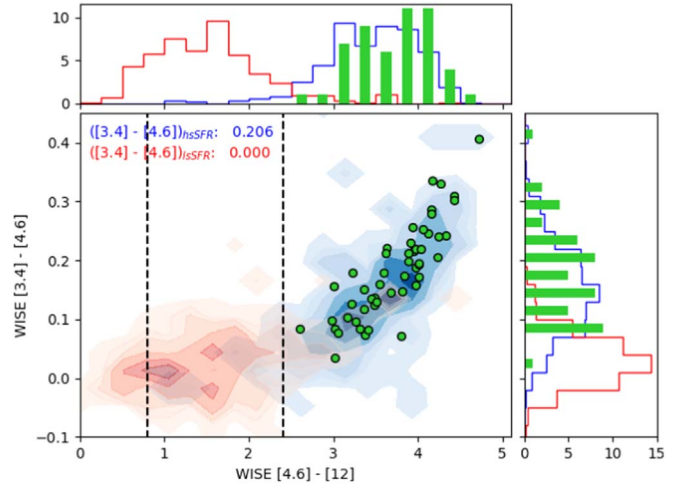 10
5
0
([3.4] - [4.6])hsSFR: 0.206
([3.4] - [4.6])lsSFR: 0.000
0.4
0.3
0.2
0.1
0.0
−0.1
WISE [3.4] - [4.6]
0 1 2 3 4 5
WISE [4.6] - [12]
0 5 10 15